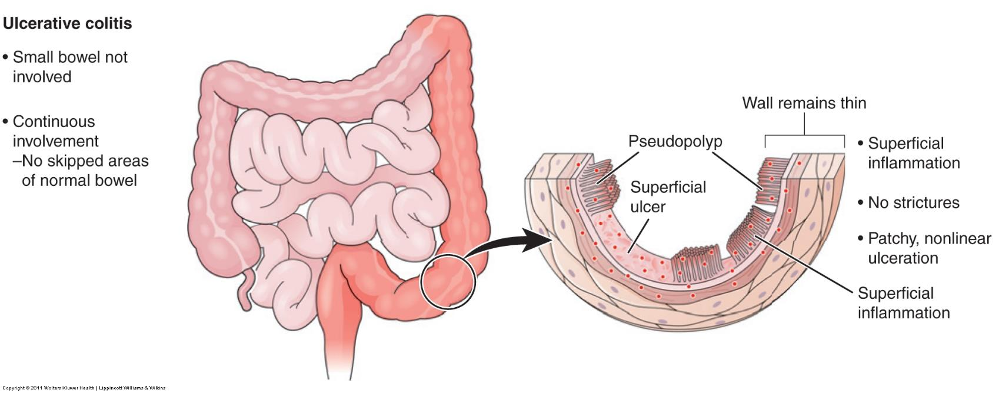 Ulcerative colitis
• Small bowel not
involved
• Continuous
involvement
–No skipped areas
of normal bowel
Wall remains thin
Pseudopolyp
Superficial
ulcer
• Superficial
inflammation
• No strictures
• Patchy, nonlinear
ulceration
Superficial
inflammation
Copyright © 2011 Wolters Kluwer Health | Lippincott Williams & Wilkins